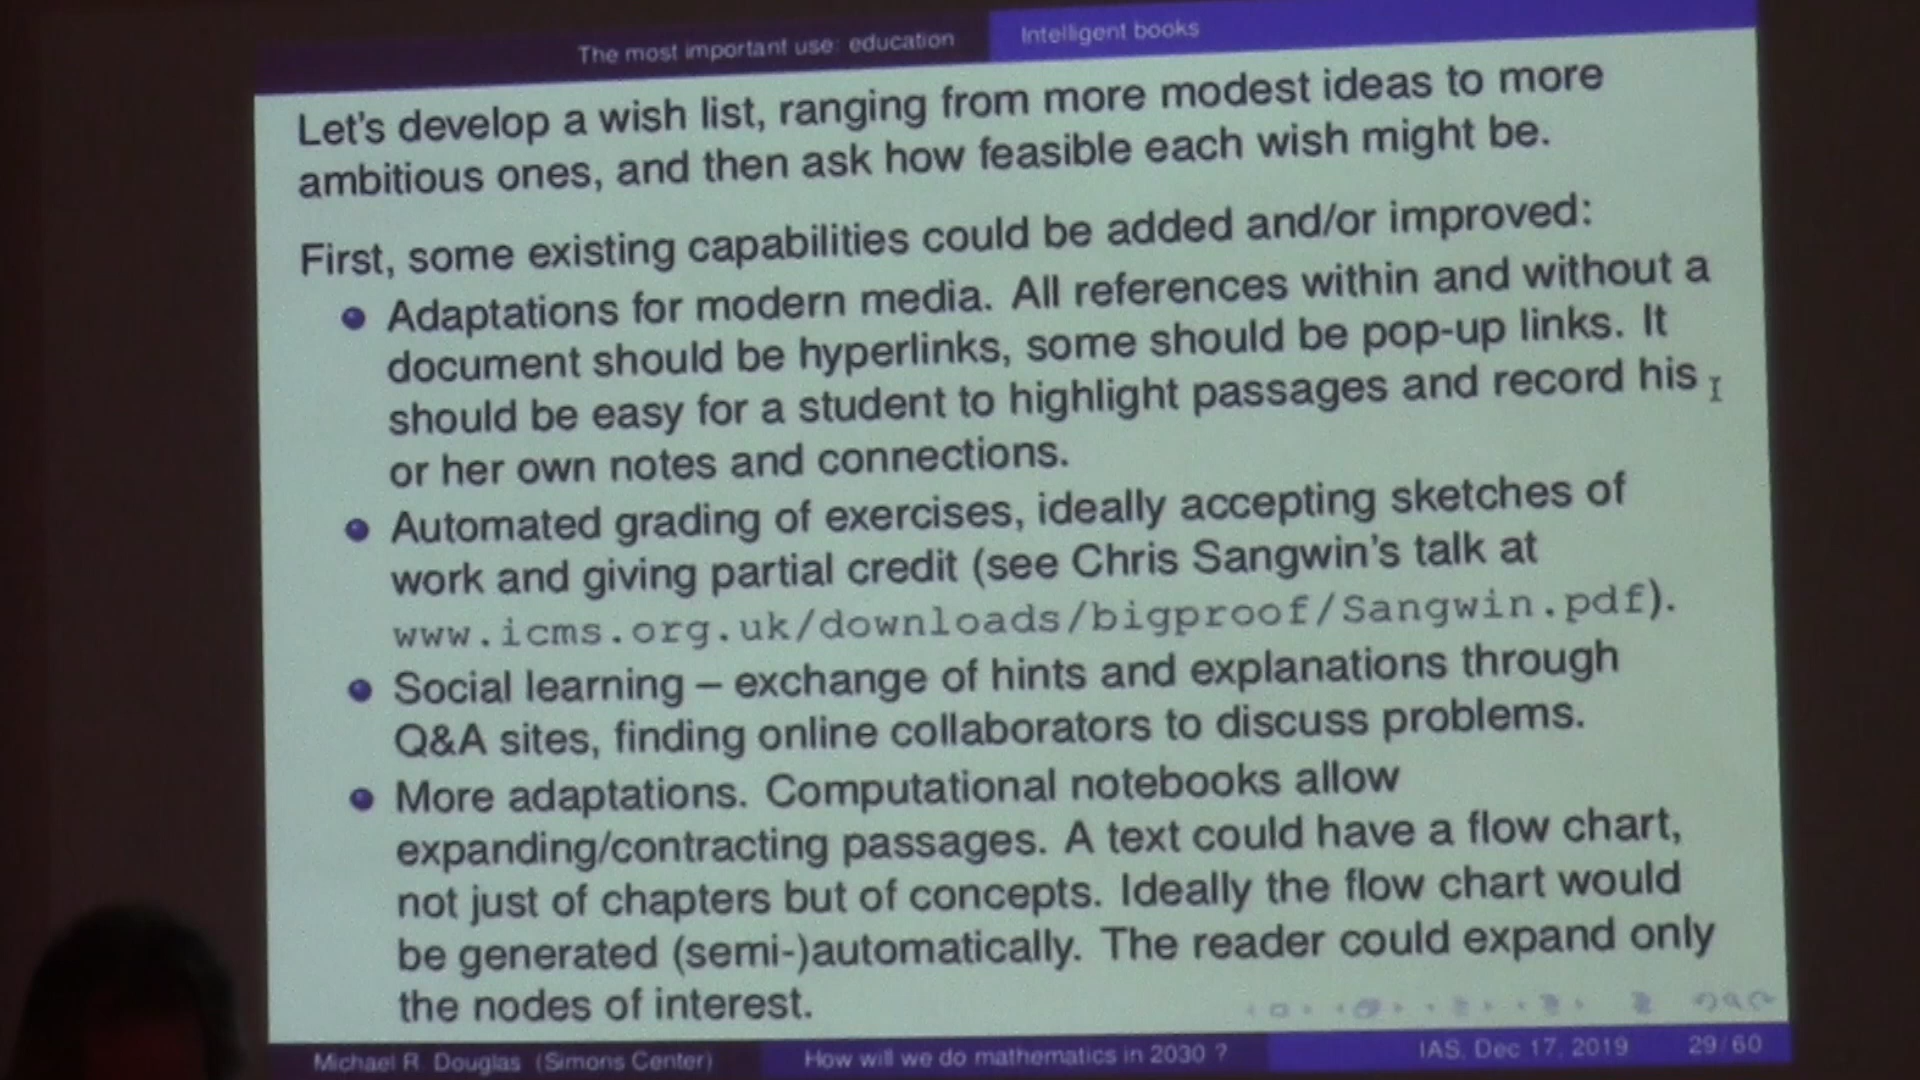 The most important use: education
Intelligent books
Let's develop a wish list, ranging from more modest ideas to more
ambitious ones, and then ask how feasible each wish might be.
First, some existing capabilities could be added and/or improved:
Adaptations for modern media. All references within and without a
document should be hyperlinks, some should be pop-up links. It
should be easy for a student to highlight passages and record his
or her own notes and connections.
Automated grading of exercises, ideally accepting sketches of
work and giving partial credit (see Chris Sangwin's talk at
www.icms.org.uk/downloads/bigproof/Sangwin.pdf).
Social learning – exchange of hints and explanations through
Q&A sites, finding online collaborators to discuss problems.
More adaptations. Computational notebooks allow
expanding/contracting passages. A text could have a flow chart,
not just of chapters but of concepts. Ideally the flow chart would
be generated (semi-)automatically. The reader could expand only
the nodes of interest.
Michael R. Douglas (Simons Center)
How will we do mathematics in 2030 ?
IAS, Dec 17, 2019
29/60